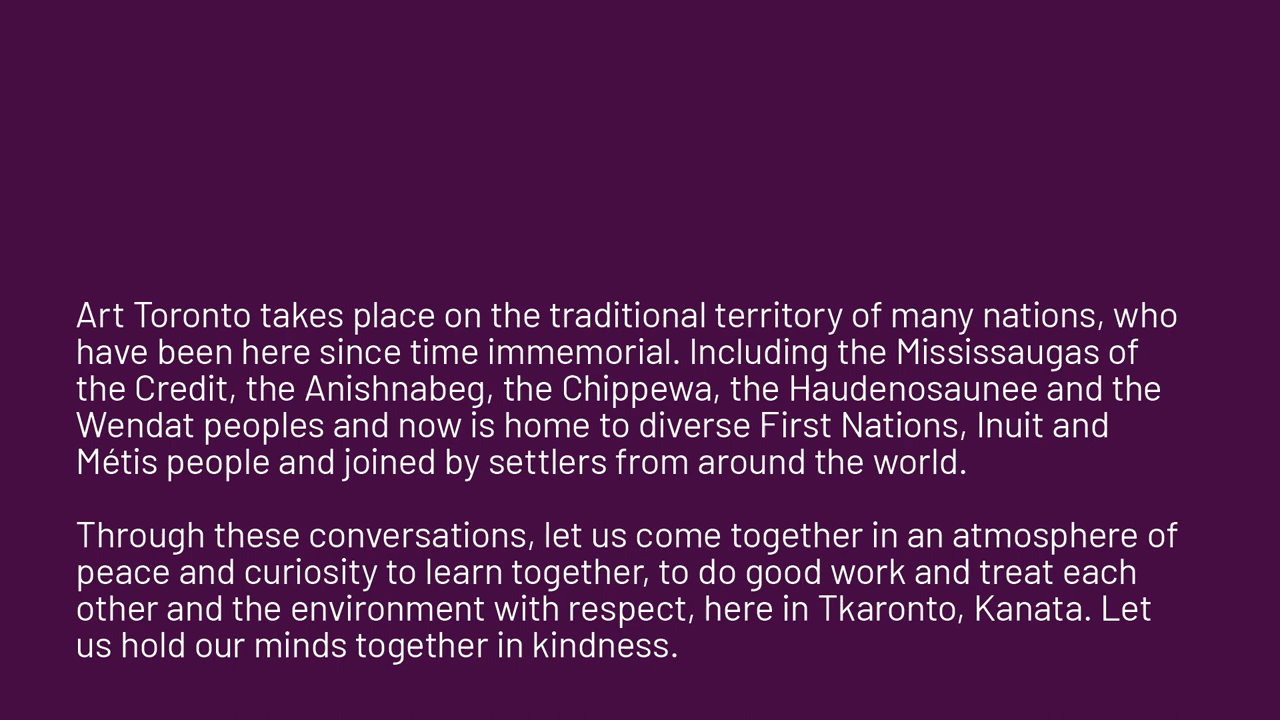 Art Toronto takes place on the traditional territory of many nations, who
have been here since time immemorial. Including the Mississaugas of
the Credit, the Anishnabeg, the Chippewa, the Haudenosaunee and the
Wendat peoples and now is home to diverse First Nations, Inuit and
Métis people and joined by settlers from around the world.
Through these conversations, let us come together in an atmosphere of
peace and curiosity to learn together, to do good work and treat each
other and the environment with respect, here in Tkaronto, Kanata. Let
us hold our minds together in kindness.